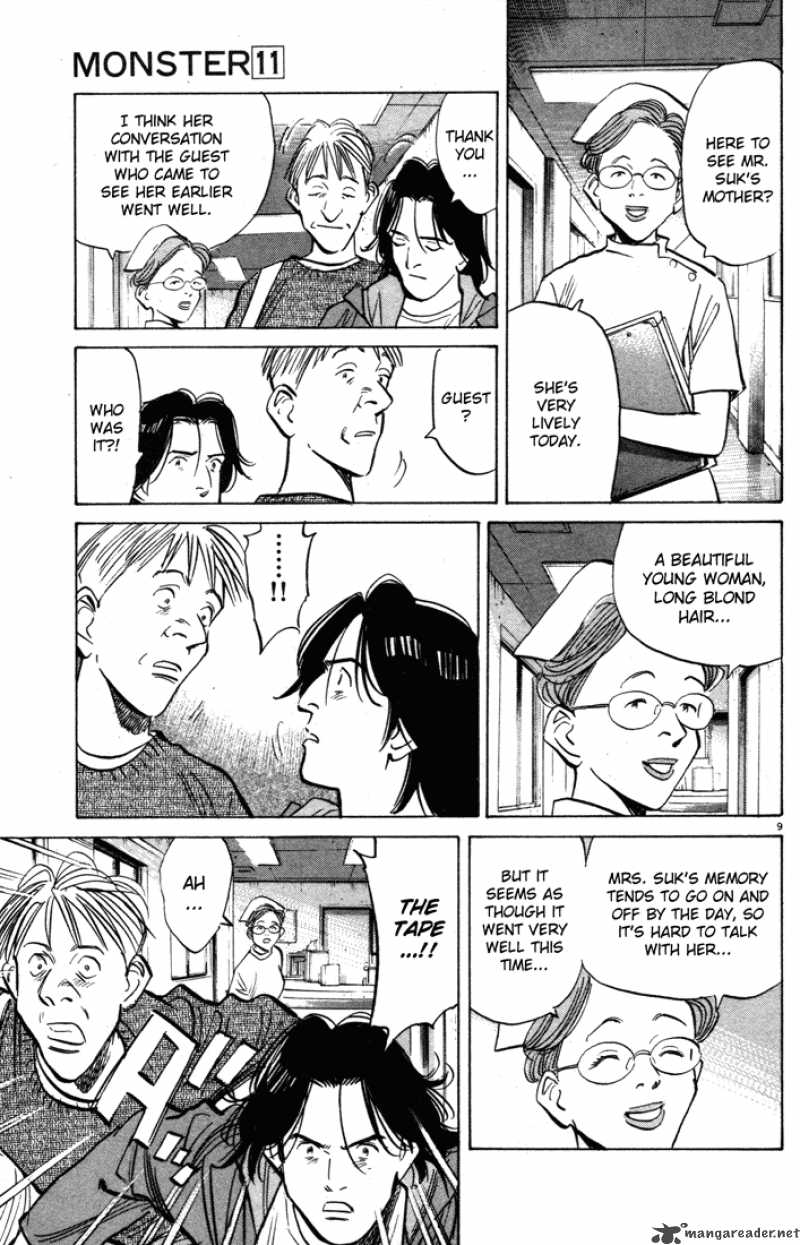 MONSTER 11
HERE TO
SEE MR.
SUK'S
MOTHER?
SHE'S
VERY
LIVELY
TODAY.
THANK
YOU
...
I THINK HER
CONVERSATION
WITH THE GUEST
WHO CAME TO
SEE HER EARLIER
WENT WELL.
GUEST
?
WHO
WAS
IT?!
A BEAUTIFUL
YOUNG WOMAN,
LONG BLOND
HAIR...
......!!
9
MRS. SUK'S MEMORY
TENDS TO GO ON AND
OFF BY THE DAY, SO
IT'S HARD TO TALK
WITH HER...
BUT IT
SEEMS AS
THOUGH IT
WENT VERY
WELL THIS
TIME...
THE
TAPE
...!!
AH
...
ダッ
mangareader.net